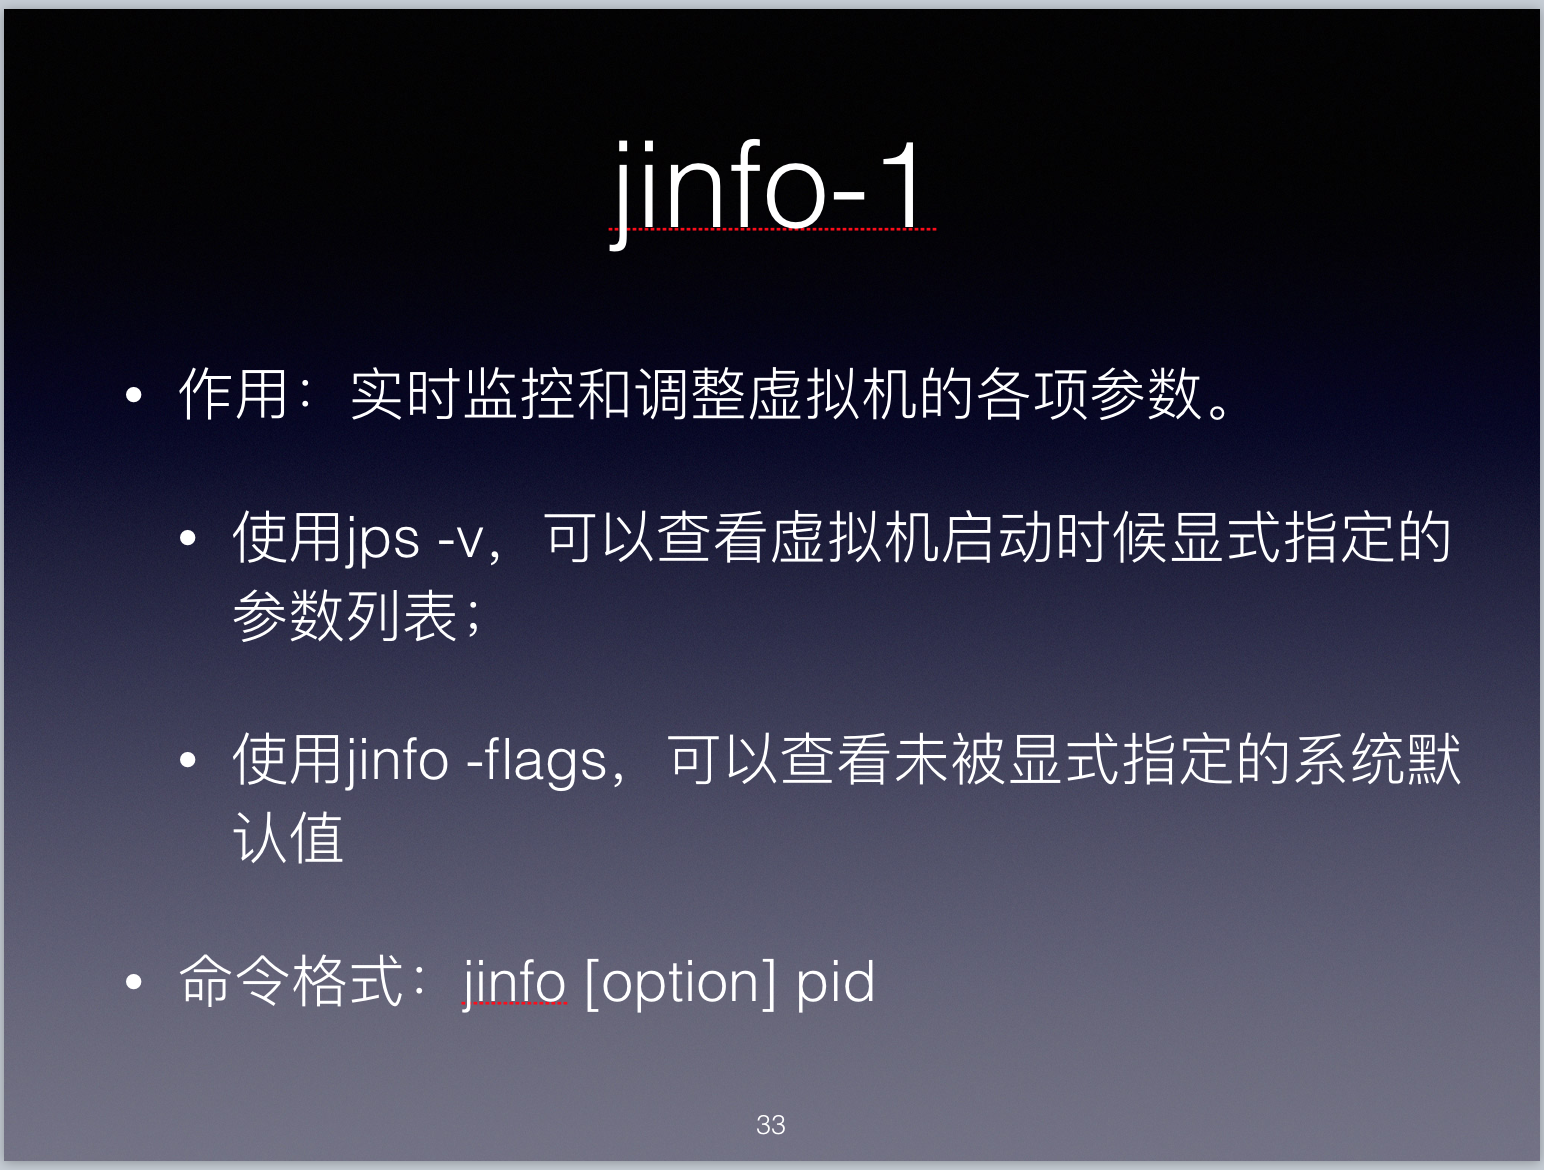 jinfo-1
• 作用：实时监控和调整虚拟机的各项参数。
• 使用jps -v，可以查看虚拟机启动时候显式指定的
参数列表；
• 使用jinfo -flags，可以查看未被显式指定的系统默
认值
• 命令格式：jinfo [option] pid
33